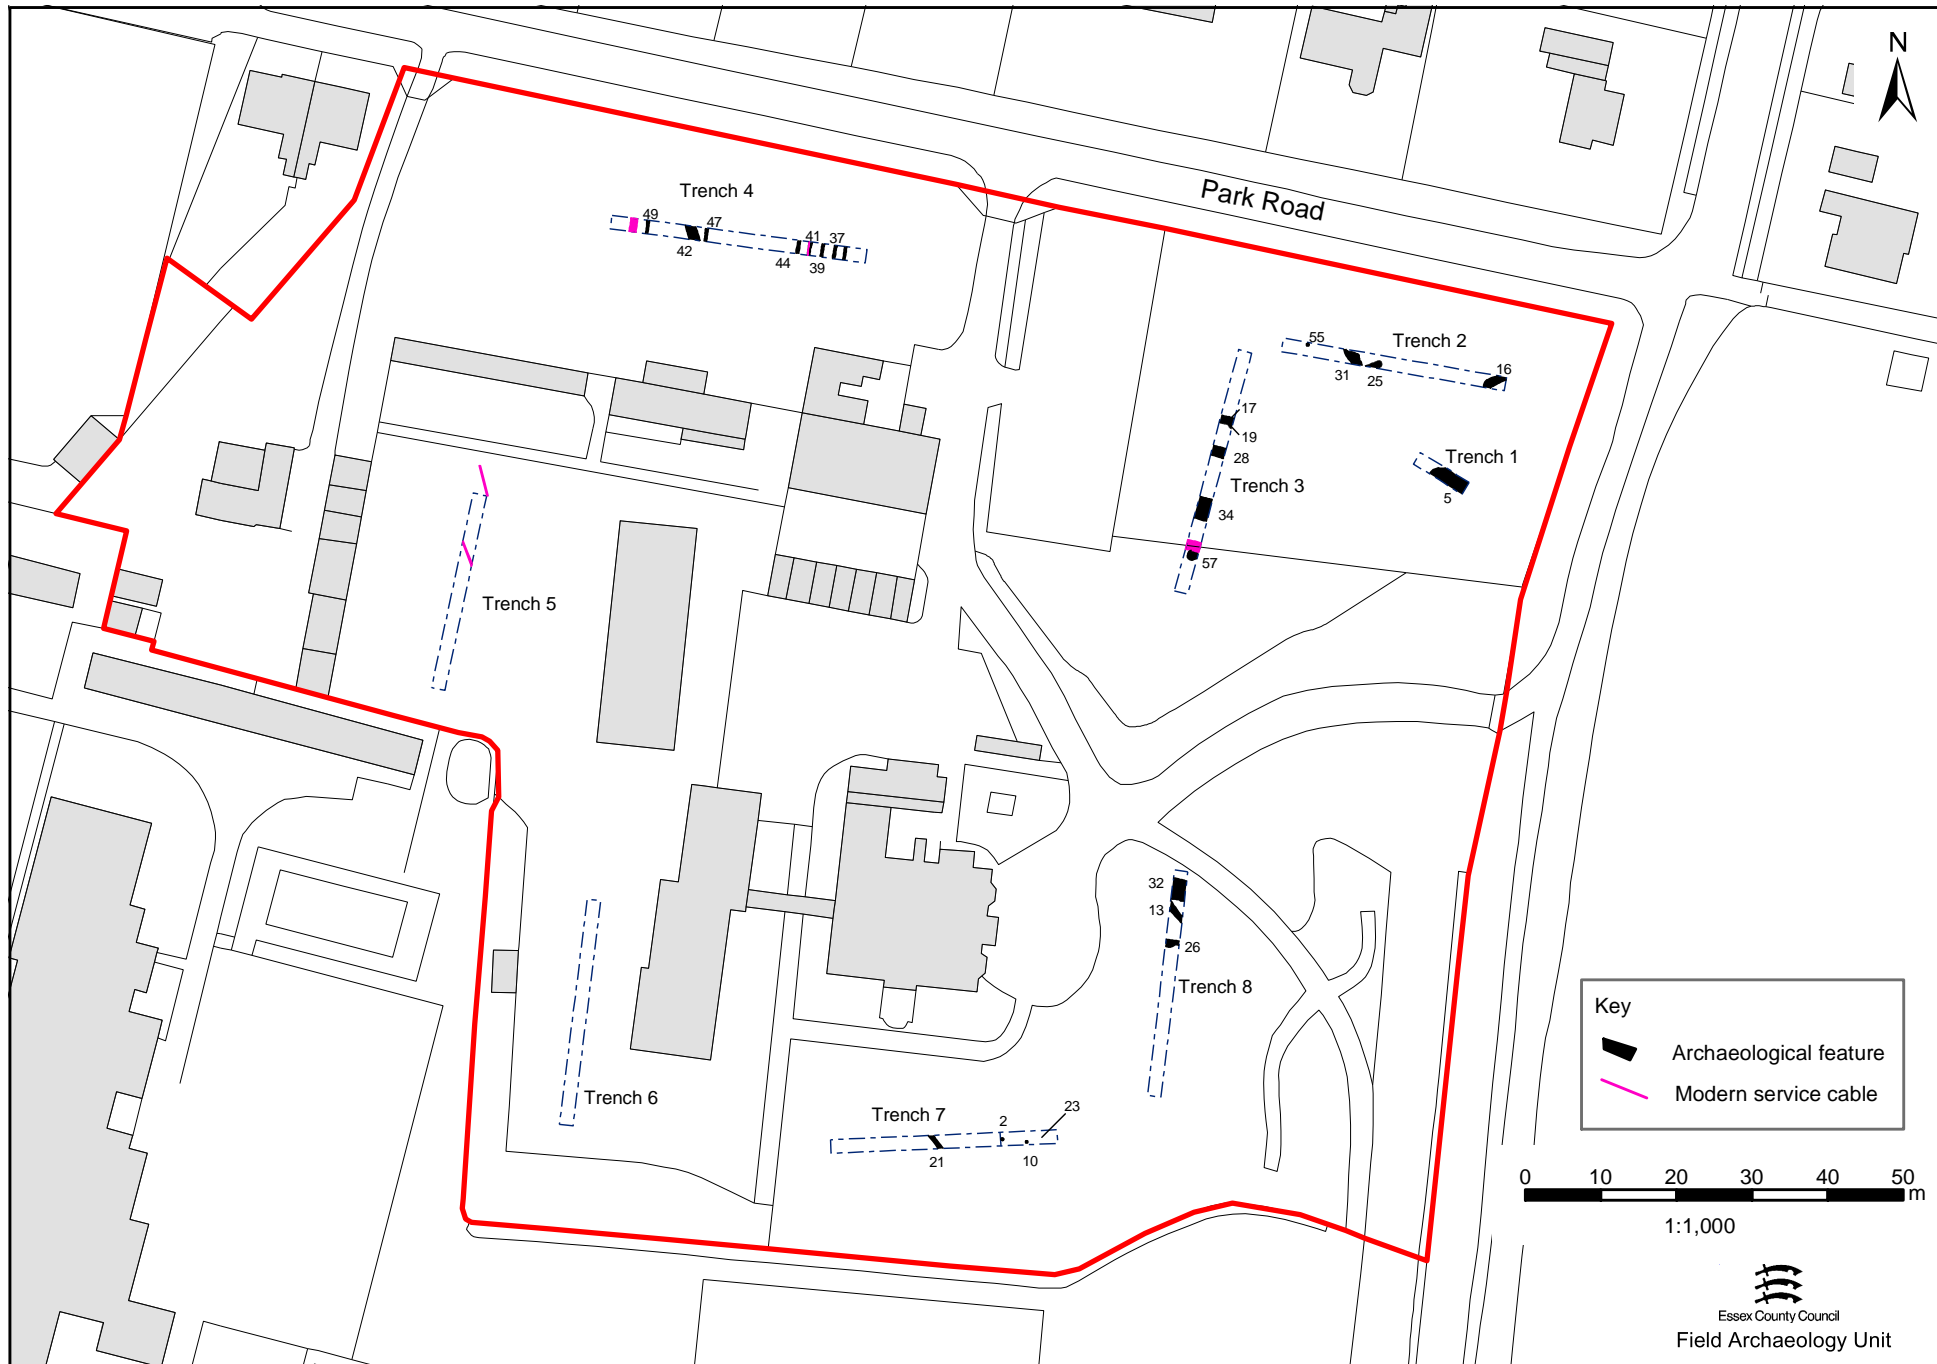 N
Park Road
Trench 4
49
47
41
37
42
44
39
Trench 2
55
16
31
25
17
19
28
Trench 3
34
57
Trench 1
5
Trench 5
32
13
26
Trench 8
Trench 6
Trench 7
2
23
21
10
Key
Archaeological feature
Modern service cable
0 10 20 30 40 50
m
1:1,000
Essex County Council
Field Archaeology Unit